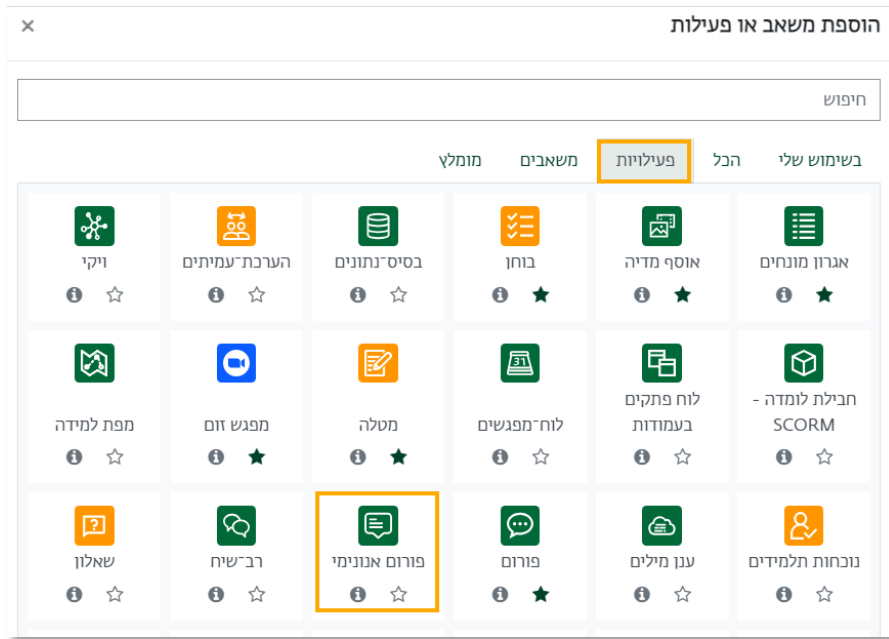 הוספת משאב או פעילות
חיפוש
בשימוש שלי הכל פעילויות משאבים מומלץ
אגרון מונחים אוסף מדיה בוחן בסיס־נתונים הערכת־עמיתים ויקי
חבילת לומדה - לוח פתקים
SCORM בעמודות לוח־מפגשים מטלה מפגש זום מפת למידה
נוכחות תלמידים ענן מילים פורום פורום אנונימי רב־שיח שאלון